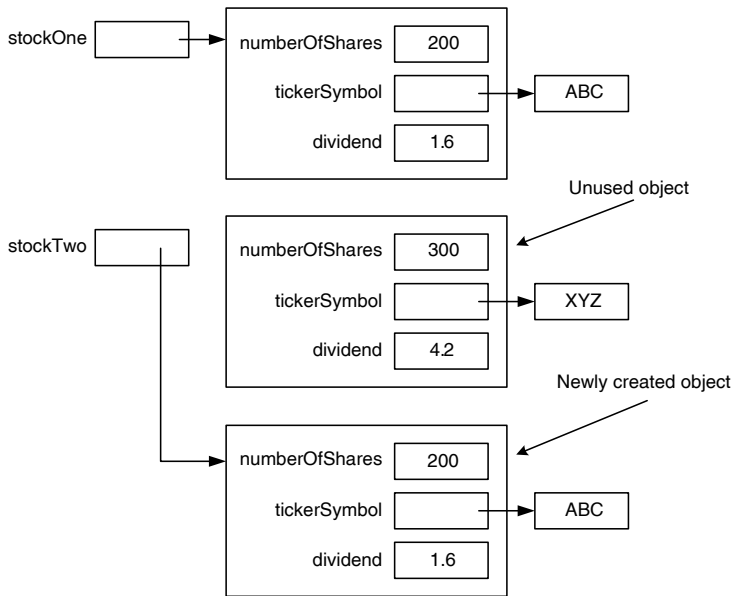 stockOne
numberOfShares 200
tickerSymbol ABC
dividend 1.6
Unused object
stockTwo
numberOfShares 300
tickerSymbol XYZ
dividend 4.2
Newly created object
numberOfShares 200
tickerSymbol ABC
dividend 1.6